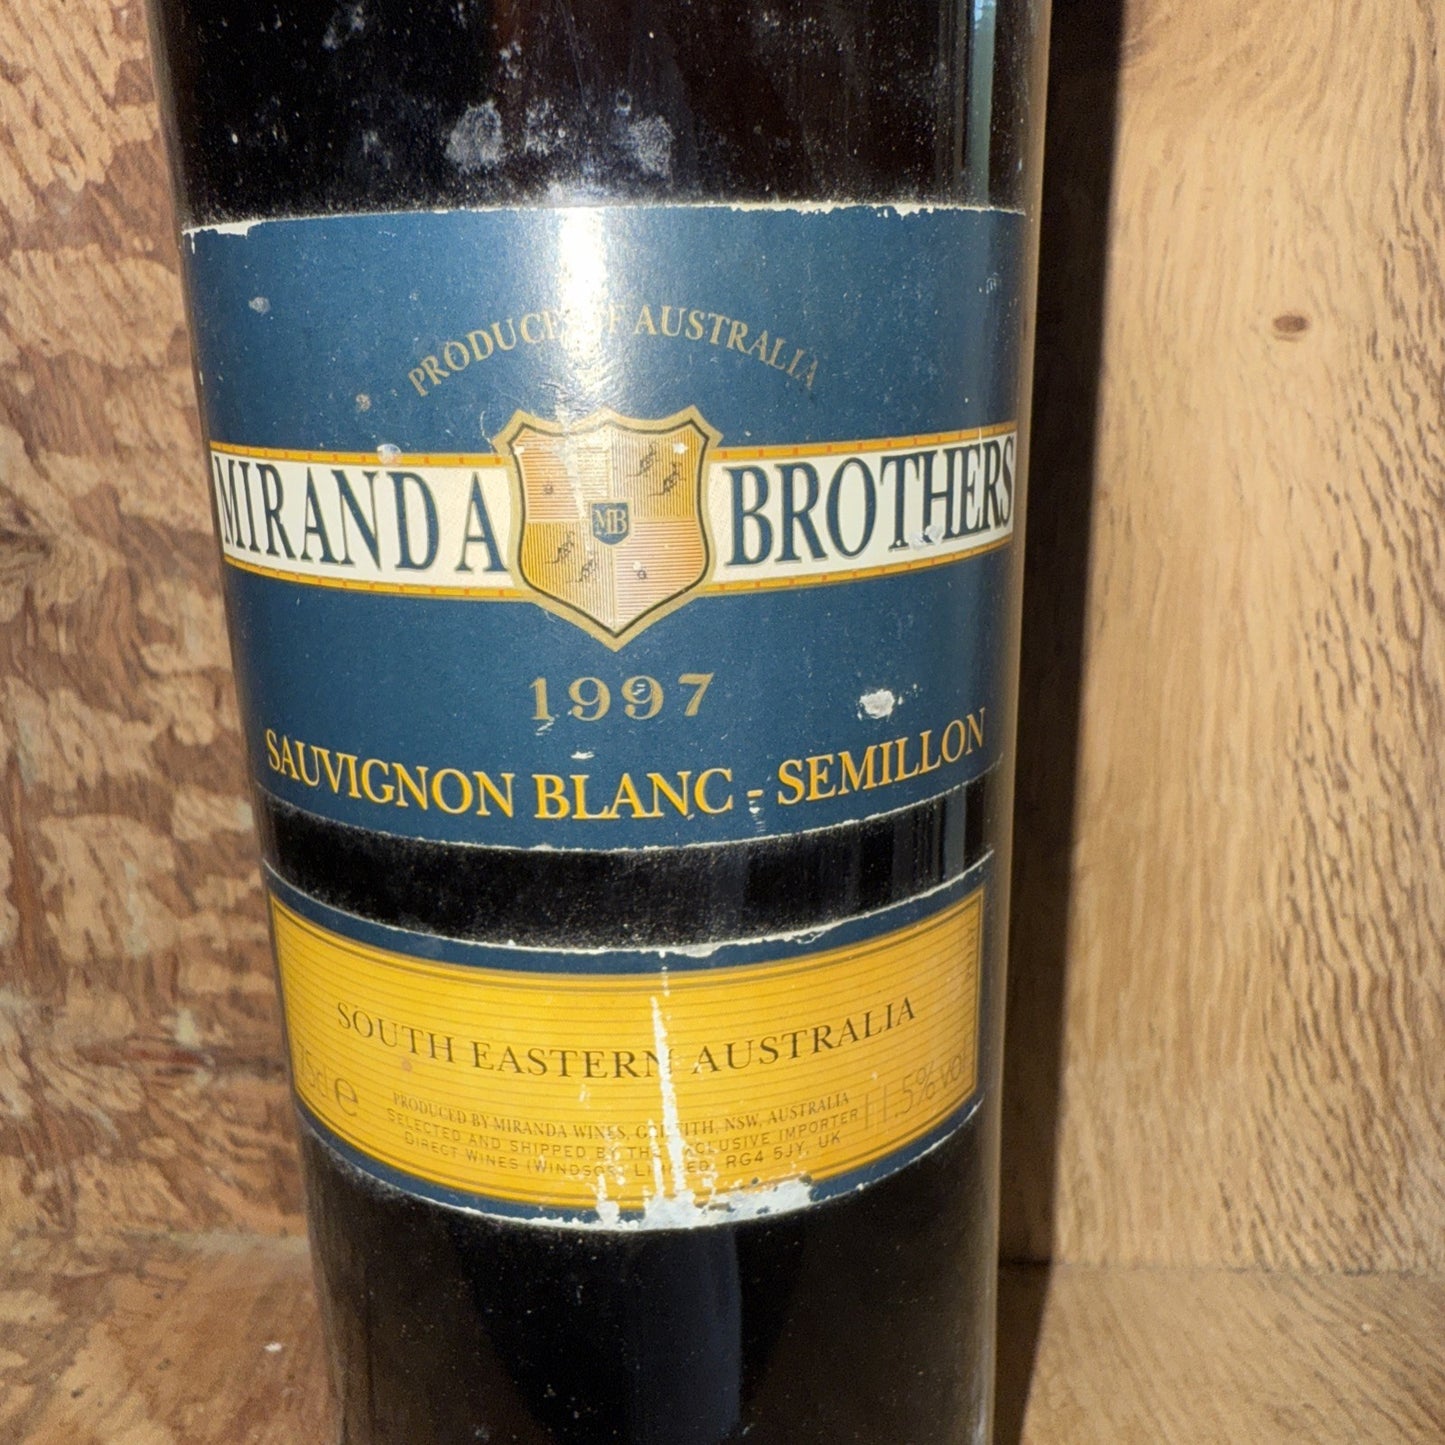 PRODUCE OF AUSTRALIA
MIRANDA BROTHERS
MB
1997
SAUVIGNON BLANC - SEMILLON
SOUTH EASTERN AUSTRALIA
75cl e
11.5% vol
PRODUCED BY MIRANDA WINES, GRIFFITH, NSW, AUSTRALIA
SELECTED AND SHIPPED BY THE EXCLUSIVE IMPORTER
DIRECT WINES (WINDSOR) LIMITED, RG4 5JY, UK